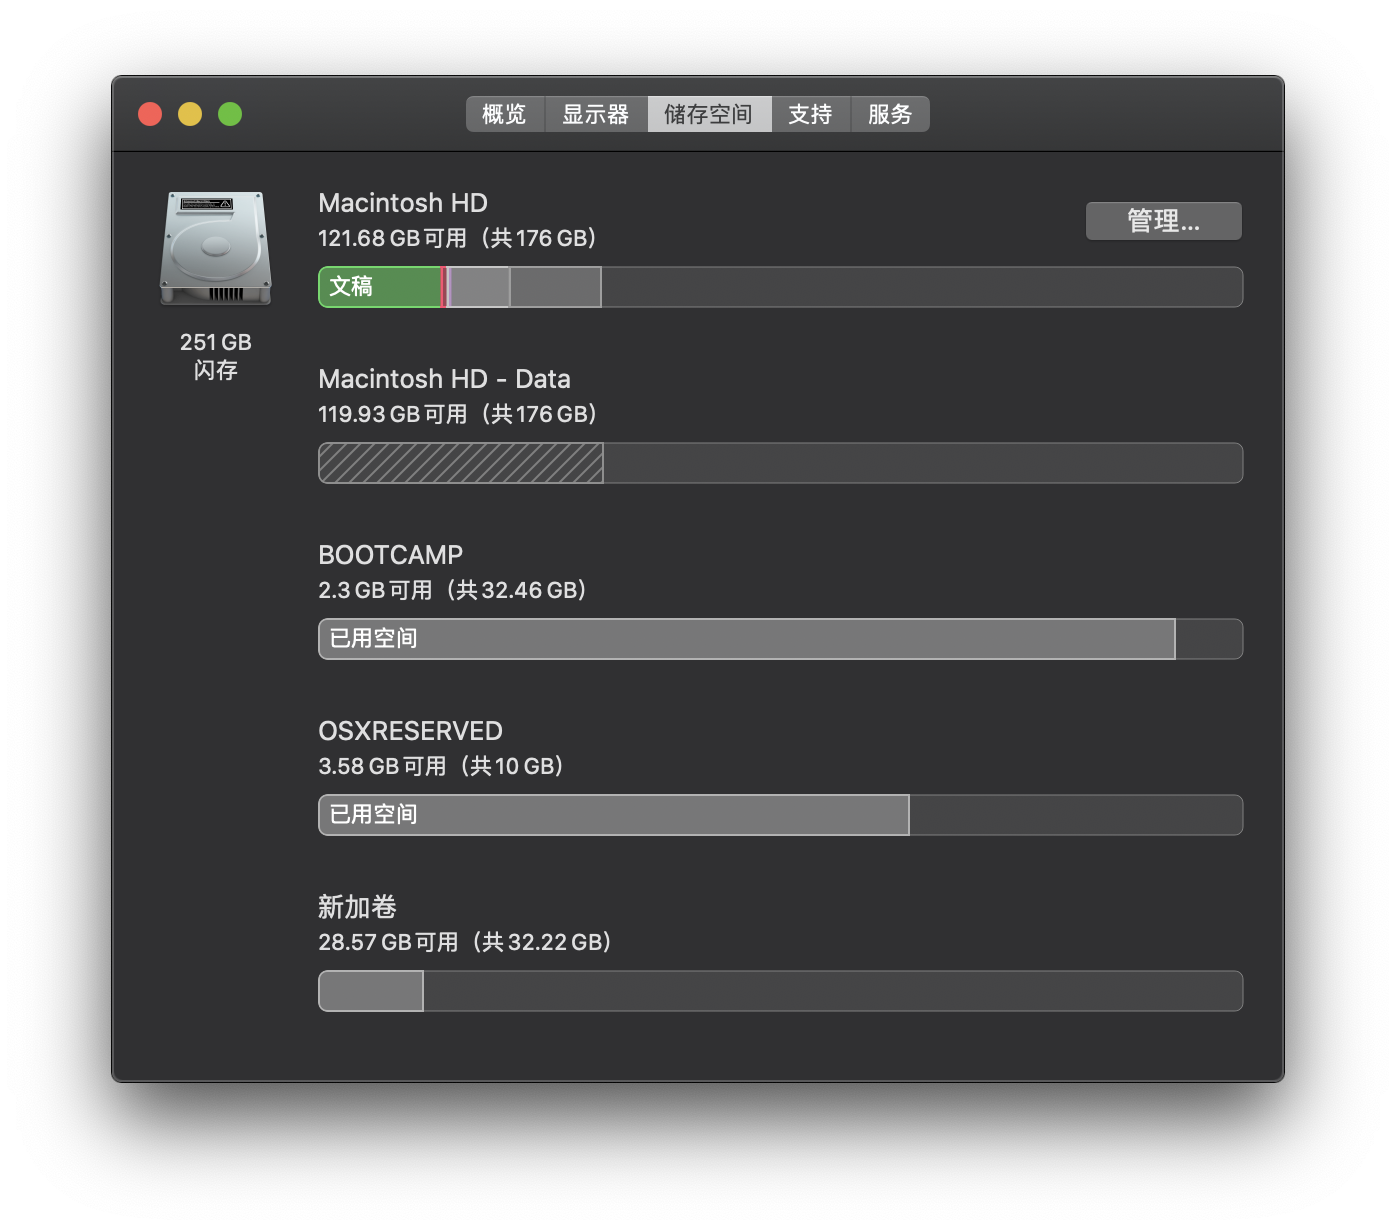 概览 显示器 储存空间 支持 服务
Macintosh HD
121.68 GB 可用（共 176 GB）
管理...
文稿
251 GB
闪存
Macintosh HD - Data
119.93 GB 可用（共 176 GB）
BOOTCAMP
2.3 GB 可用（共 32.46 GB）
已用空间
OSXRESERVED
3.58 GB 可用（共 10 GB）
已用空间
新加卷
28.57 GB 可用（共 32.22 GB）